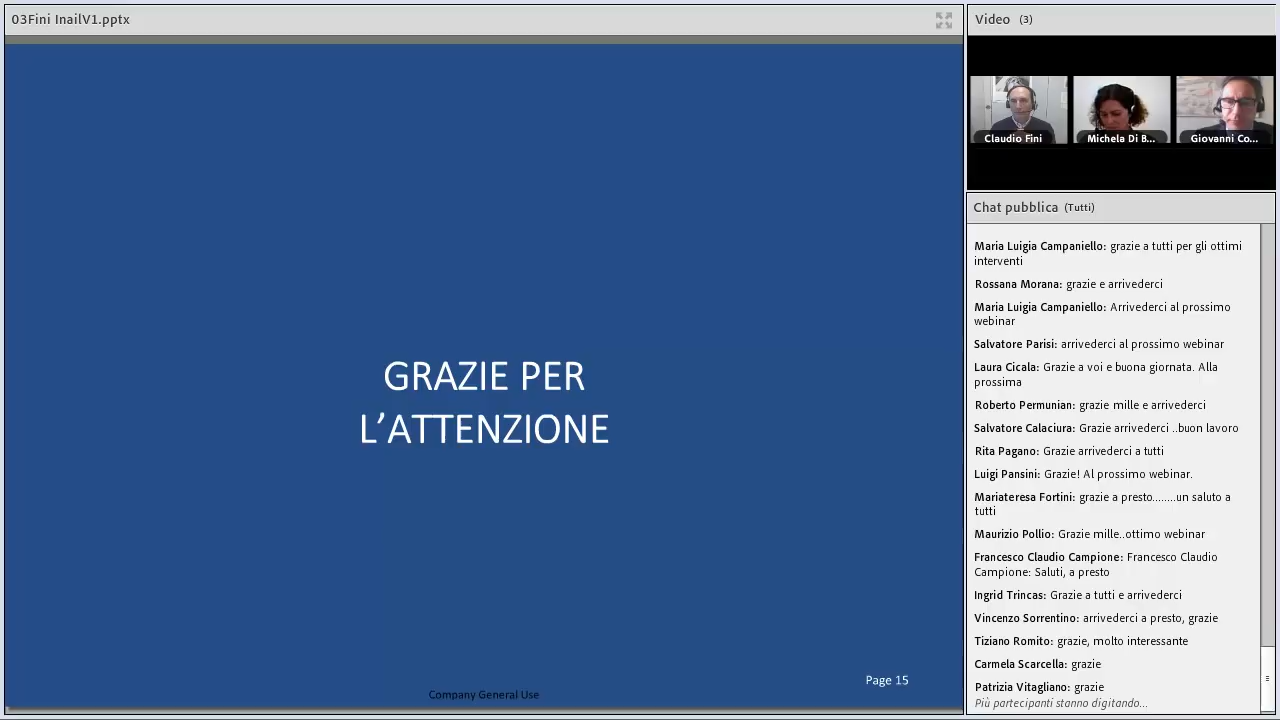 03Fini InailV1.pptx
GRAZIE PER
L'ATTENZIONE
Page 15
Company General Use
Video (3)
Claudio Fini
Michela Di B...
Giovanni Co...
Chat pubblica (Tutti)
Maria Luigia Campaniello: grazie a tutti per gli ottimi
interventi
Rossana Morana: grazie e arrivederci
Maria Luigia Campaniello: Arrivederci al prossimo
webinar
Salvatore Parisi: arrivederci al prossimo webinar
Laura Cicala: Grazie a voi e buona giornata. Alla
prossima
Roberto Permunian: grazie mille e arrivederci
Salvatore Calaciura: Grazie arrivederci ..buon lavoro
Rita Pagano: Grazie arrivederci a tutti
Luigi Pansini: Grazie! Al prossimo webinar.
Mariateresa Fortini: grazie a presto........un saluto a
tutti
Maurizio Pollio: Grazie mille..ottimo webinar
Francesco Claudio Campione: Francesco Claudio
Campione: Saluti, a presto
Ingrid Trincas: Grazie a tutti e arrivederci
Vincenzo Sorrentino: arrivederci a presto, grazie
Tiziano Romito: grazie, molto interessante
Carmela Scarcella: grazie
Patrizia Vitagliano: grazie
Più partecipanti stanno digitando...